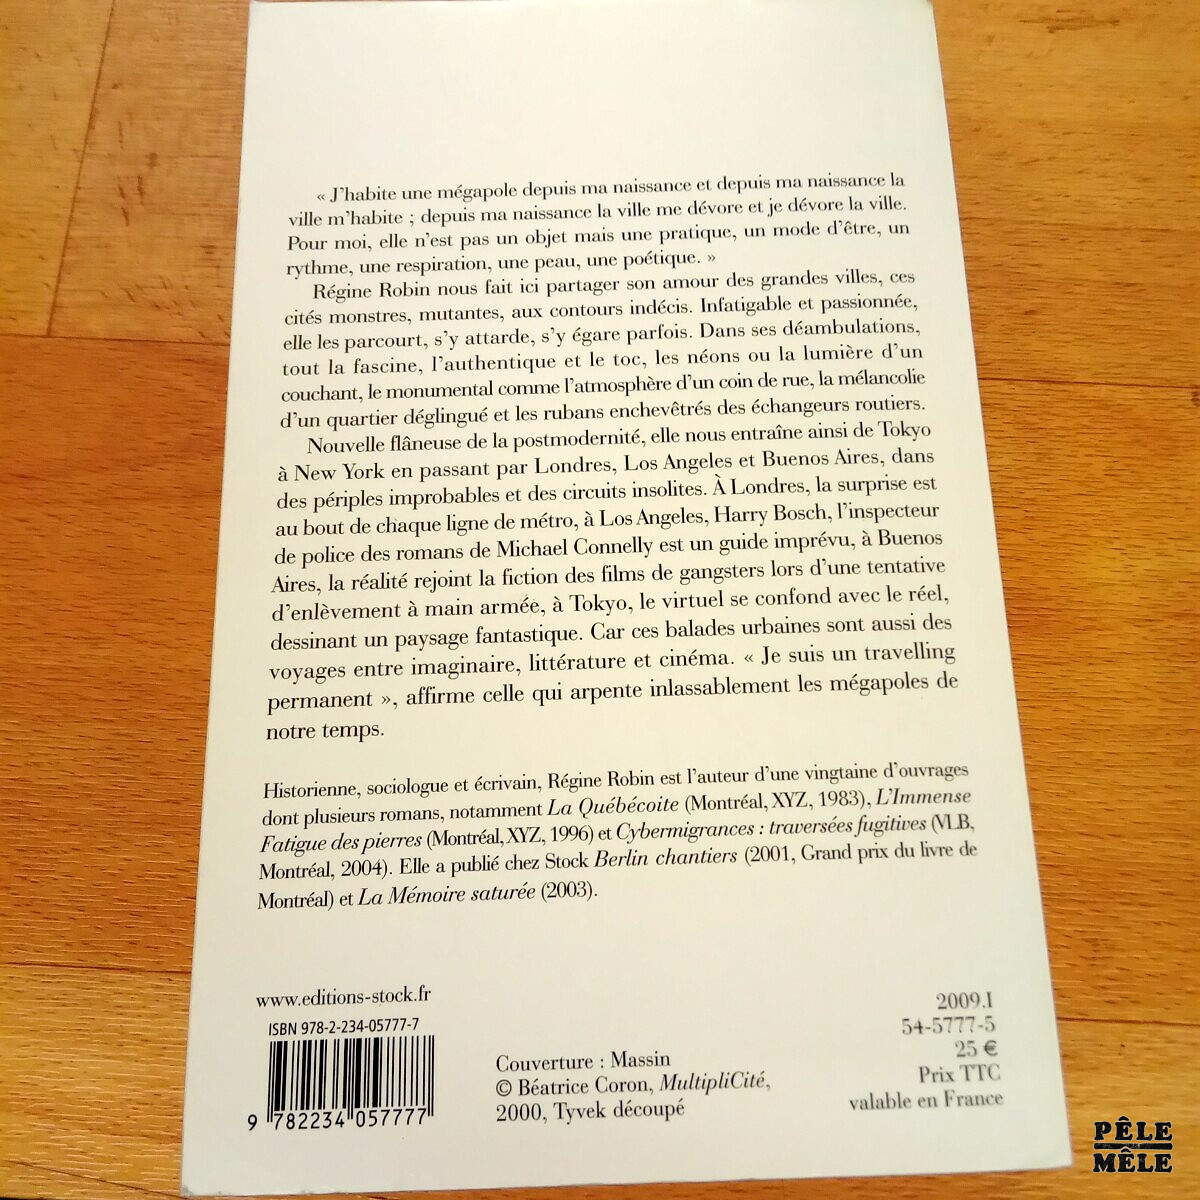 « J'habite une mégapole depuis ma naissance et depuis ma naissance la
ville m'habite ; depuis ma naissance la ville me dévore et je dévore la ville.
Pour moi, elle n'est pas un objet mais une pratique, un mode d'être, un
rythme, une respiration, une peau, une poétique. »
Régine Robin nous fait ici partager son amour des grandes villes, ces
cités monstres, mutantes, aux contours indécis. Infatigable et passionnée,
elle les parcourt, s'y attarde, s'y égare parfois. Dans ses déambulations,
tout la fascine, l'authentique et le toc, les néons ou la lumière d'un
couchant, le monumental comme l'atmosphère d'un coin de rue, la mélancolie
d'un quartier déglingué et les rubans enchevêtrés des échangeurs routiers.
Nouvelle flâneuse de la postmodernité, elle nous entraîne ainsi de Tokyo
à New York en passant par Londres, Los Angeles et Buenos Aires, dans
des périples improbables et des circuits insolites. À Londres, la surprise est
au bout de chaque ligne de métro, à Los Angeles, Harry Bosch, l'inspecteur
de police des romans de Michael Connelly est un guide imprévu, à Buenos
Aires, la réalité rejoint la fiction des films de gangsters lors d'une tentative
d'enlèvement à main armée, à Tokyo, le virtuel se confond avec le réel,
dessinant un paysage fantastique. Car ces balades urbaines sont aussi des
voyages entre imaginaire, littérature et cinéma. « Je suis un travelling
permanent », affirme celle qui arpente inlassablement les mégapoles de
notre temps.
Historienne, sociologue et écrivain, Régine Robin est l'auteur d'une vingtaine d'ouvrages
dont plusieurs romans, notamment La Québécoite (Montréal, XYZ, 1983), L'Immense
Fatigue des pierres (Montréal, XYZ, 1996) et Cybermigrances : traversées fugitives (VLB,
Montréal, 2004). Elle a publié chez Stock Berlin chantiers (2001, Grand prix du livre de
Montréal) et La Mémoire saturée (2003).
www.editions-stock.fr
ISBN 978-2-234-05777-7
9 782234 057777
Couverture : Massin
© Béatrice Coron, MultipliCité,
2000, Tyvek découpé
2009.I
54-5777-5
25 €
Prix TTC
valable en France
PÊLE
MÊLE